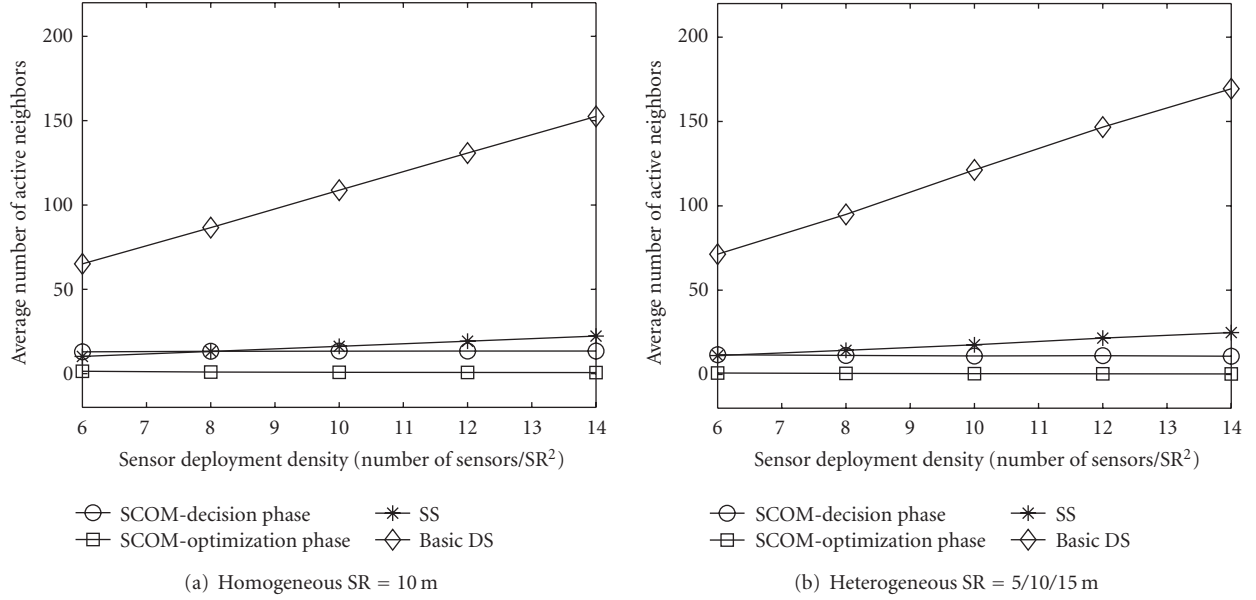 Average number of active neighbors
200
150
100
50
0
6 7 8 9 10 11 12 13 14
Sensor deployment density (number of sensors/SR²)
SCOM-decision phase
SCOM-optimization phase
SS
Basic DS
(a) Homogeneous SR = 10 m
Average number of active neighbors
200
150
100
50
0
6 7 8 9 10 11 12 13 14
Sensor deployment density (number of sensors/SR²)
SCOM-decision phase
SCOM-optimization phase
SS
Basic DS
(b) Heterogeneous SR = 5/10/15 m